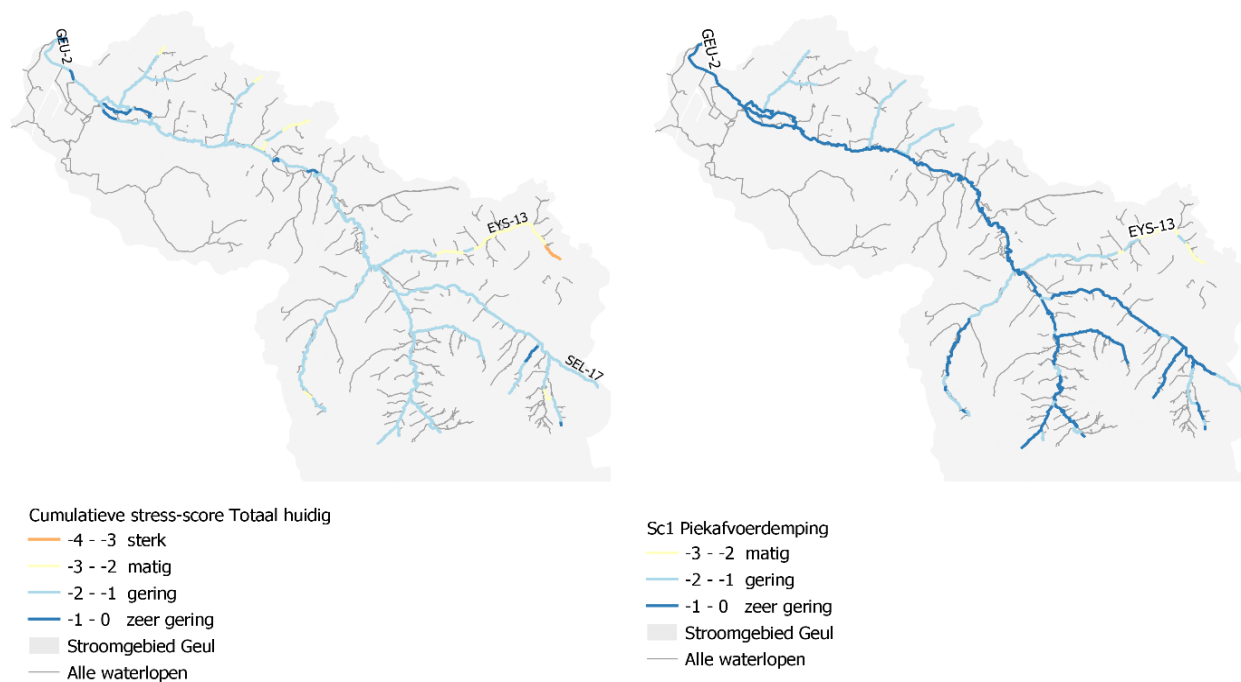 GEU-2
EYS-13
SEL-17
Cumulatieve stress-score Totaal huidig
-4 - -3 sterk
-3 - -2 matig
-2 - -1 gering
-1 - 0 zeer gering
Stroomgebied Geul
Alle waterlopen
GEU-2
EYS-13
Sc1 Piekafvoerdemping
-3 - -2 matig
-2 - -1 gering
-1 - 0 zeer gering
Stroomgebied Geul
Alle waterlopen